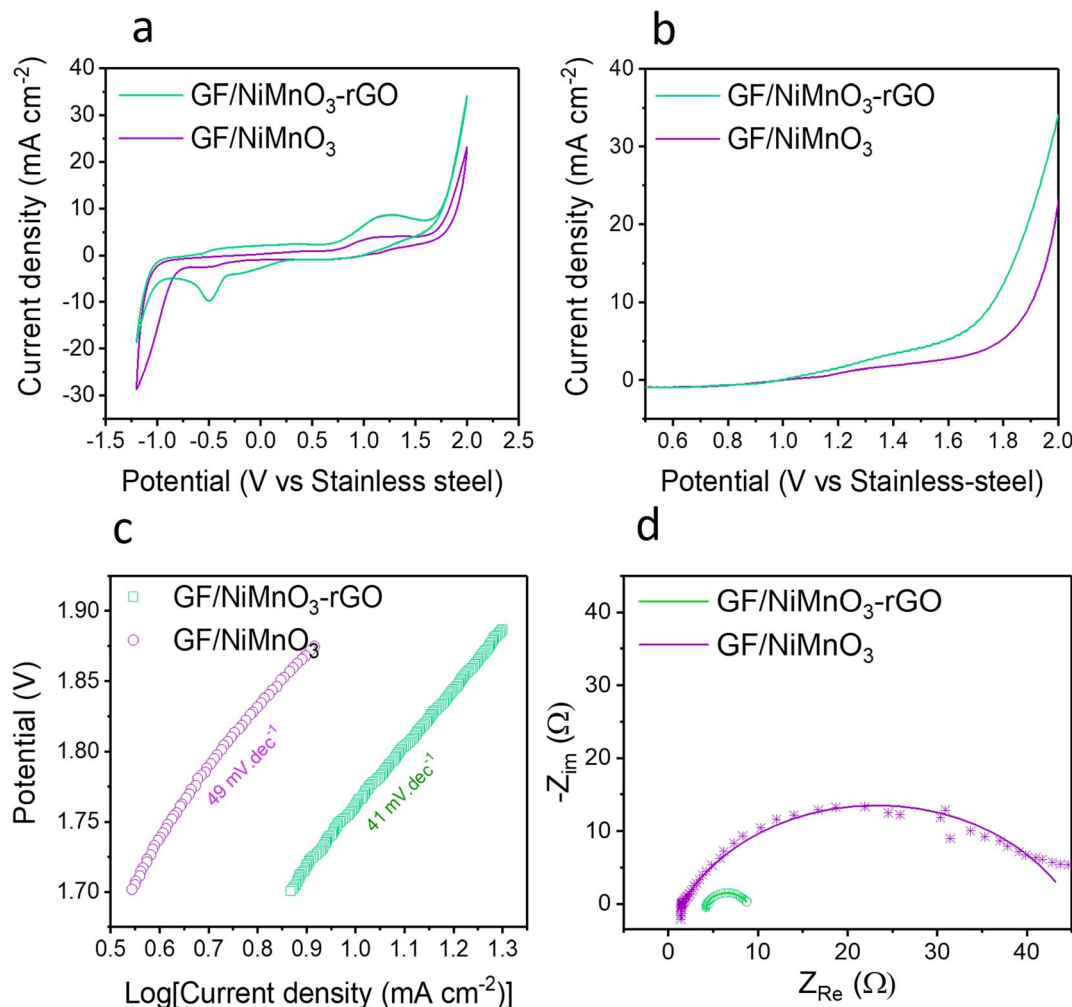 a
GF/NiMnO₃-rGO
GF/NiMnO₃
Current density (mA cm⁻²)
40
30
20
10
0
-10
-20
-30
-1.5 -1.0 -0.5 0.0 0.5 1.0 1.5 2.0 2.5
Potential (V vs Stainless steel)
b
GF/NiMnO₃-rGO
GF/NiMnO₃
Current density (mA cm⁻²)
40
30
20
10
0
0.6 0.8 1.0 1.2 1.4 1.6 1.8 2.0
Potential (V vs Stainless-steel)
c
GF/NiMnO₃-rGO
GF/NiMnO₃
Potential (V)
1.90
1.85
1.80
1.75
1.70
49 mV.dec⁻¹
41 mV.dec⁻¹
0.5 0.6 0.7 0.8 0.9 1.0 1.1 1.2 1.3
Log[Current density (mA cm⁻²)]
d
GF/NiMnO₃-rGO
GF/NiMnO₃
-Zim (Ω)
45
30
15
0
0 10 20 30 40
ZRe (Ω)